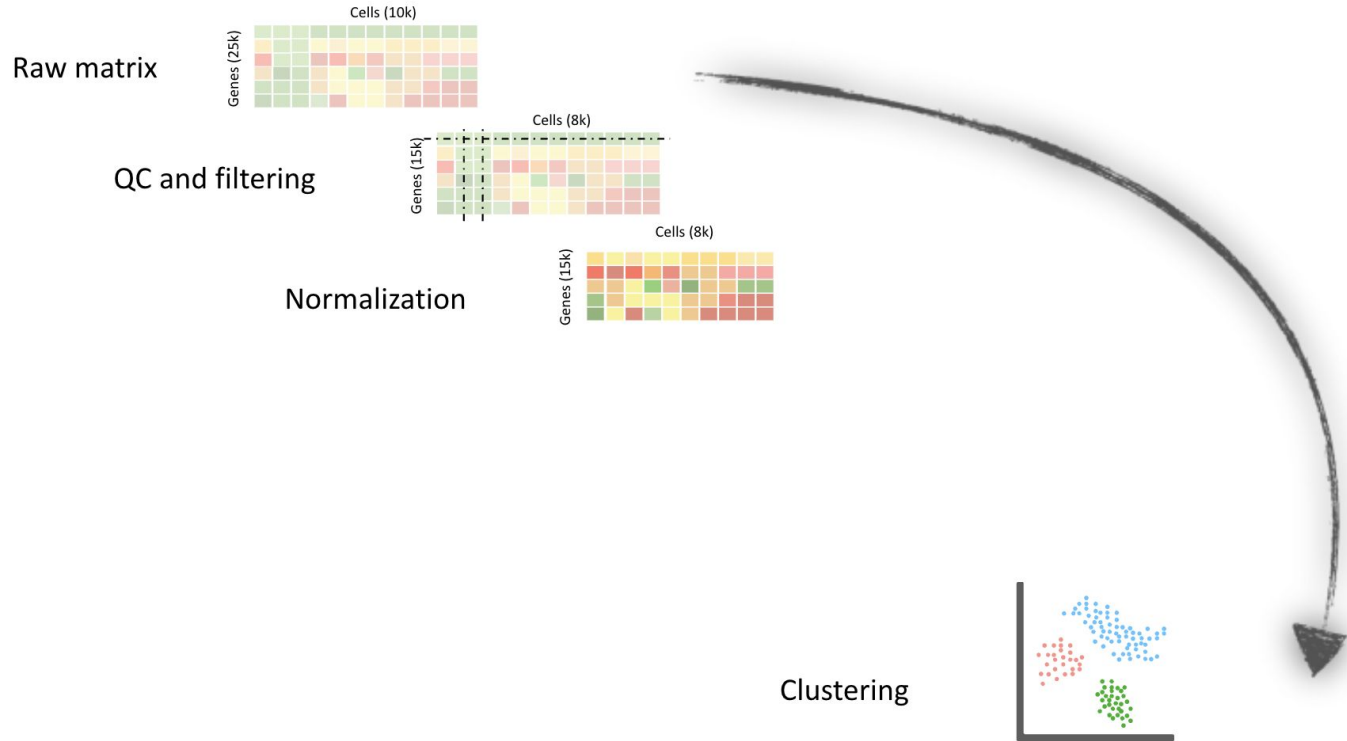 Cells (10k)
Genes (25k)
Raw matrix
Cells (8k)
Genes (15k)
QC and filtering
Cells (8k)
Genes (15k)
Normalization
Clustering